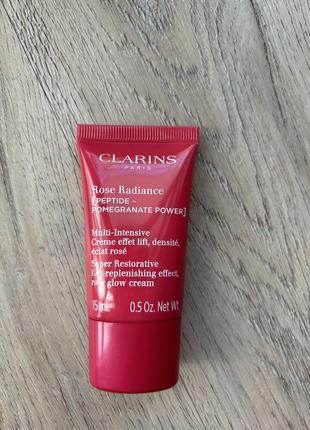 CLARINS
PARIS
Rose Radiance
[PEPTIDE -
POMEGRANATE POWER]
Multi-Intensive
Crème effet lift, densité,
éclat rosé
Super Restorative
replenishing effect,
rosy glow cream
15 mL 0.5 Oz. Net Wt.